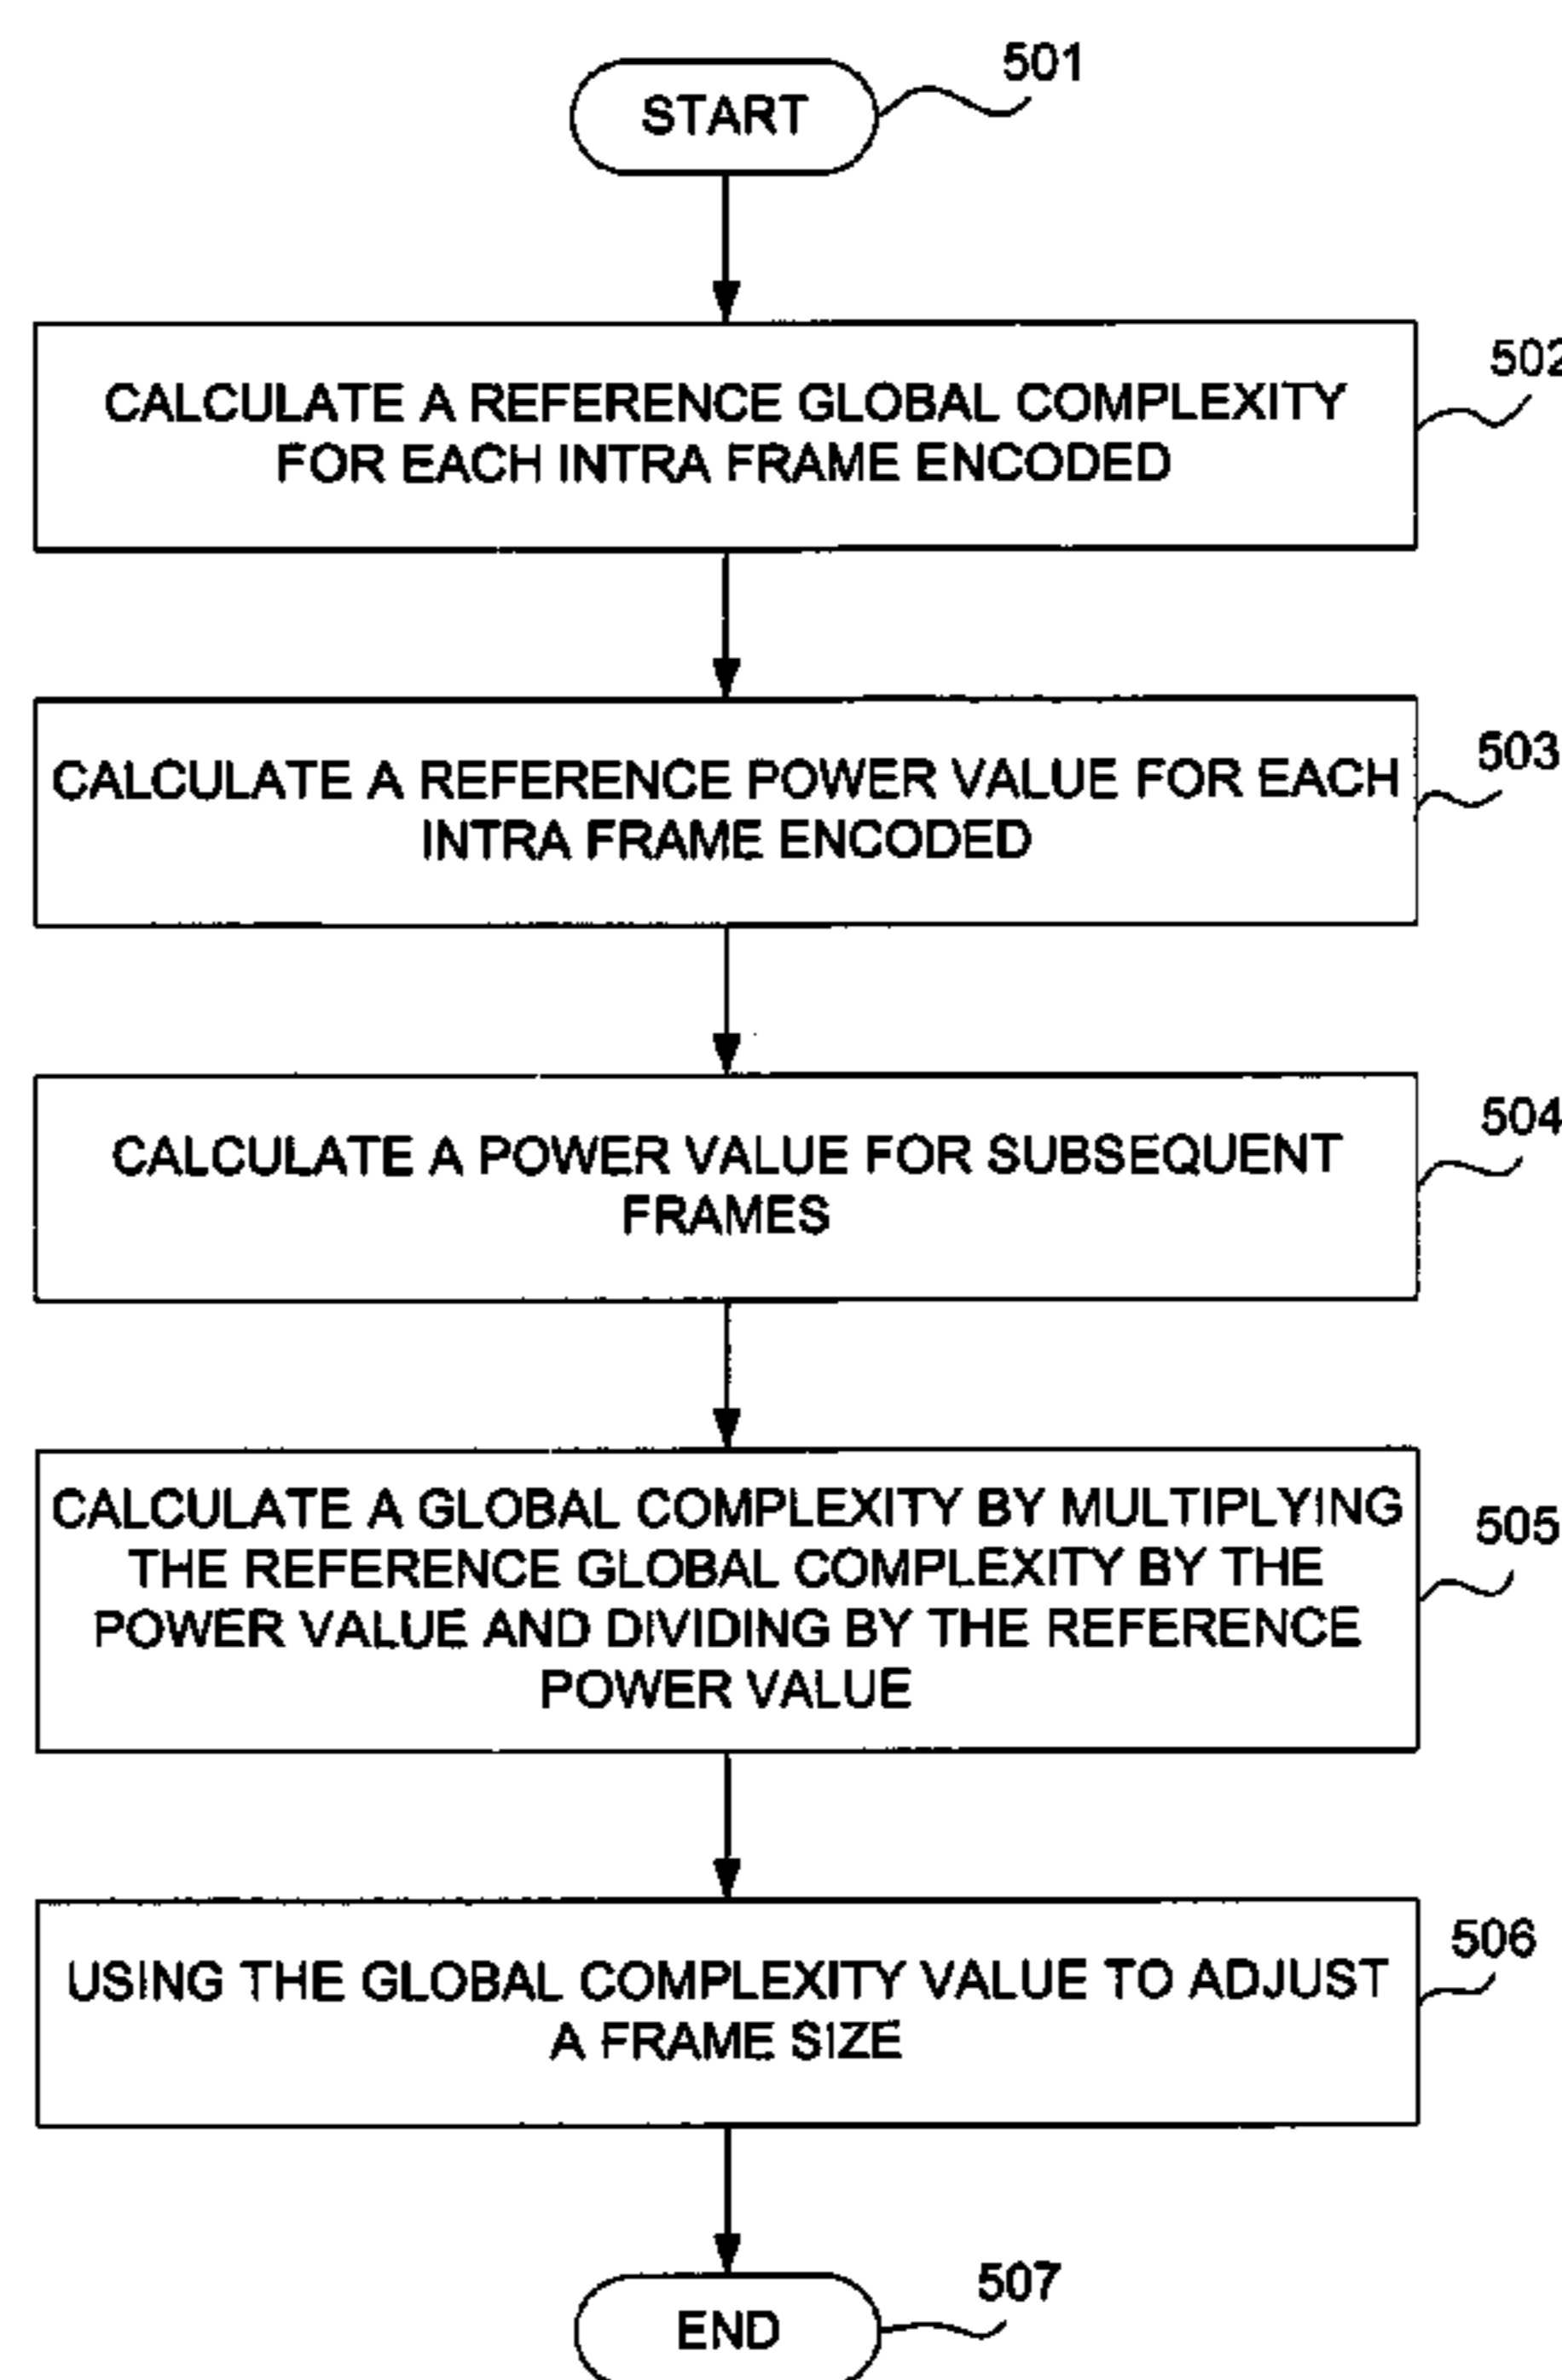 START
501
CALCULATE A REFERENCE GLOBAL COMPLEXITY
FOR EACH INTRA FRAME ENCODED
502
CALCULATE A REFERENCE POWER VALUE FOR EACH
INTRA FRAME ENCODED
503
CALCULATE A POWER VALUE FOR SUBSEQUENT
FRAMES
504
CALCULATE A GLOBAL COMPLEXITY BY MULTIPLYING
THE REFERENCE GLOBAL COMPLEXITY BY THE
POWER VALUE AND DIVIDING BY THE REFERENCE
POWER VALUE
505
USING THE GLOBAL COMPLEXITY VALUE TO ADJUST
A FRAME SIZE
506
END
507